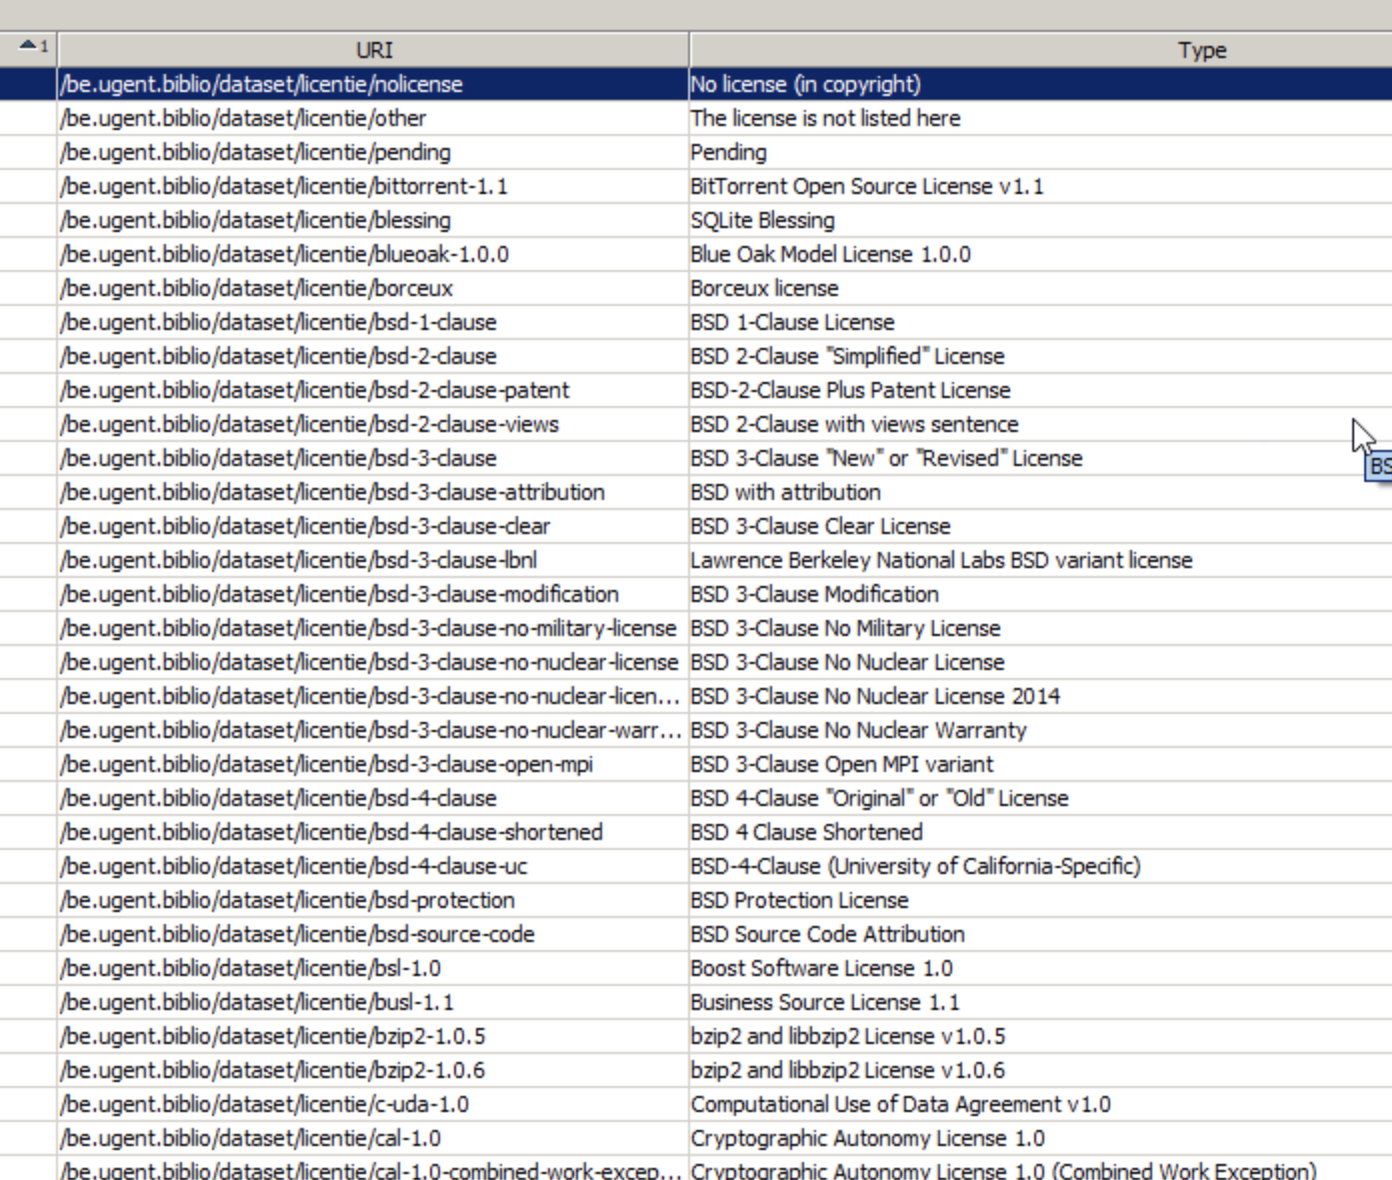 1 URI Type
/be.ugent.biblio/dataset/licentie/nolicense No license (in copyright)
/be.ugent.biblio/dataset/licentie/other The license is not listed here
/be.ugent.biblio/dataset/licentie/pending Pending
/be.ugent.biblio/dataset/licentie/bittorrent-1.1 BitTorrent Open Source License v1.1
/be.ugent.biblio/dataset/licentie/blessing SQLite Blessing
/be.ugent.biblio/dataset/licentie/blueoak-1.0.0 Blue Oak Model License 1.0.0
/be.ugent.biblio/dataset/licentie/borceux Borceux license
/be.ugent.biblio/dataset/licentie/bsd-1-clause BSD 1-Clause License
/be.ugent.biblio/dataset/licentie/bsd-2-clause BSD 2-Clause "Simplified" License
/be.ugent.biblio/dataset/licentie/bsd-2-clause-patent BSD-2-Clause Plus Patent License
/be.ugent.biblio/dataset/licentie/bsd-2-clause-views BSD 2-Clause with views sentence
/be.ugent.biblio/dataset/licentie/bsd-3-clause BSD 3-Clause "New" or "Revised" License
BS
/be.ugent.biblio/dataset/licentie/bsd-3-clause-attribution BSD with attribution
/be.ugent.biblio/dataset/licentie/bsd-3-clause-clear BSD 3-Clause Clear License
/be.ugent.biblio/dataset/licentie/bsd-3-clause-lbnl Lawrence Berkeley National Labs BSD variant license
/be.ugent.biblio/dataset/licentie/bsd-3-clause-modification BSD 3-Clause Modification
/be.ugent.biblio/dataset/licentie/bsd-3-clause-no-military-license BSD 3-Clause No Military License
/be.ugent.biblio/dataset/licentie/bsd-3-clause-no-nuclear-license BSD 3-Clause No Nuclear License
/be.ugent.biblio/dataset/licentie/bsd-3-clause-no-nuclear-licen... BSD 3-Clause No Nuclear License 2014
/be.ugent.biblio/dataset/licentie/bsd-3-clause-no-nuclear-warr... BSD 3-Clause No Nuclear Warranty
/be.ugent.biblio/dataset/licentie/bsd-3-clause-open-mpi BSD 3-Clause Open MPI variant
/be.ugent.biblio/dataset/licentie/bsd-4-clause BSD 4-Clause "Original" or "Old" License
/be.ugent.biblio/dataset/licentie/bsd-4-clause-shortened BSD 4 Clause Shortened
/be.ugent.biblio/dataset/licentie/bsd-4-clause-uc BSD-4-Clause (University of California-Specific)
/be.ugent.biblio/dataset/licentie/bsd-protection BSD Protection License
/be.ugent.biblio/dataset/licentie/bsd-source-code BSD Source Code Attribution
/be.ugent.biblio/dataset/licentie/bsl-1.0 Boost Software License 1.0
/be.ugent.biblio/dataset/licentie/busl-1.1 Business Source License 1.1
/be.ugent.biblio/dataset/licentie/bzip2-1.0.5 bzip2 and libbzip2 License v1.0.5
/be.ugent.biblio/dataset/licentie/bzip2-1.0.6 bzip2 and libbzip2 License v1.0.6
/be.ugent.biblio/dataset/licentie/c-uda-1.0 Computational Use of Data Agreement v1.0
/be.ugent.biblio/dataset/licentie/cal-1.0 Cryptographic Autonomy License 1.0
/be.ugent.biblio/dataset/licentie/cal-1.0-combined-work-excep... Cryptographic Autonomy License 1.0 (Combined Work Exception)